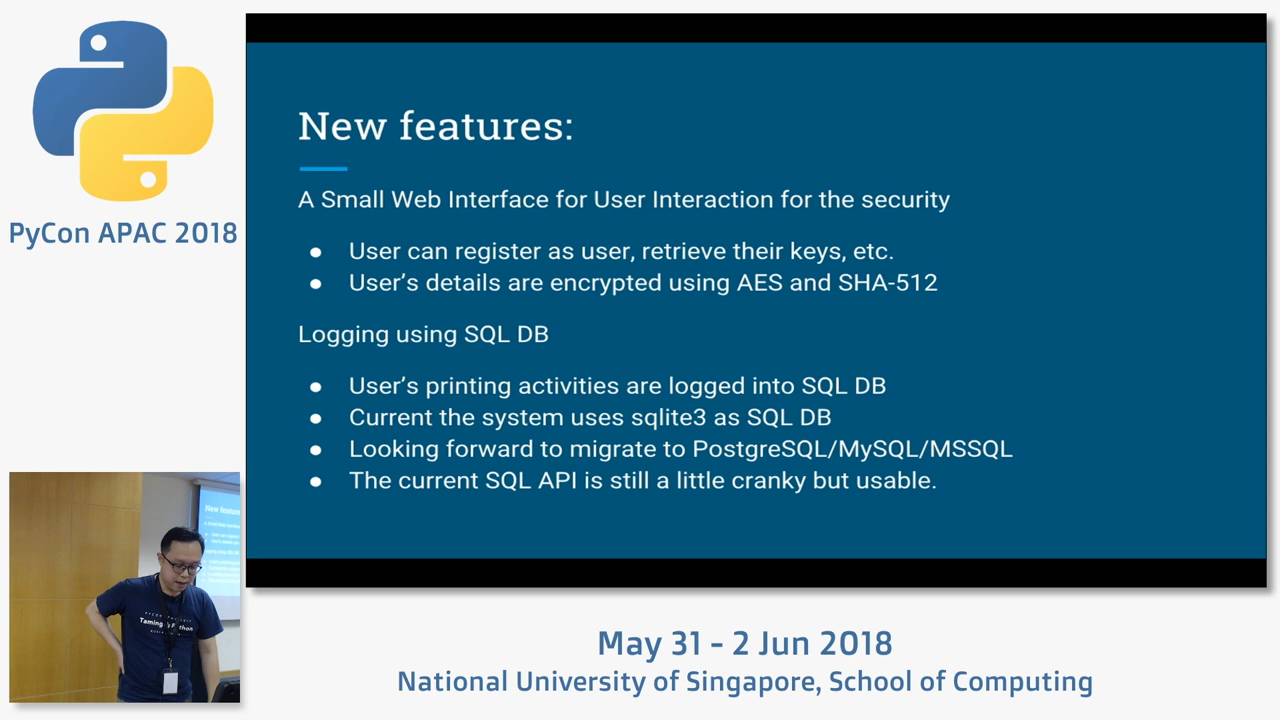 PyCon APAC 2018
New features:
A Small Web Interface for User Interaction for the security
● User can register as user, retrieve their keys, etc.
● User’s details are encrypted using AES and SHA-512
Logging using SQL DB
● User’s printing activities are logged into SQL DB
● Current the system uses sqlite3 as SQL DB
● Looking forward to migrate to PostgreSQL/MySQL/MSSQL
● The current SQL API is still a little cranky but usable.
New features
May 31 - 2 Jun 2018
National University of Singapore, School of Computing